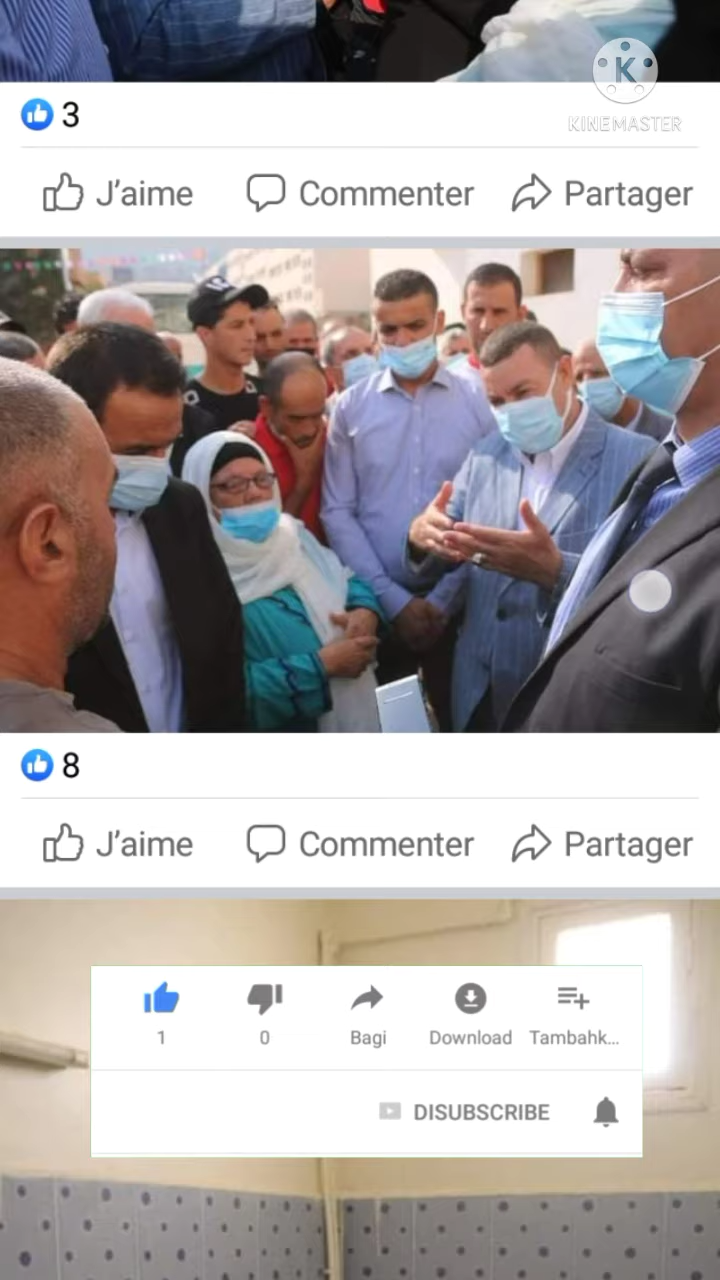 K
KINEMASTER
3
J'aime Commenter Partager
8
J'aime Commenter Partager
1 0 Bagi Download Tambahk...
DISUBSCRIBE